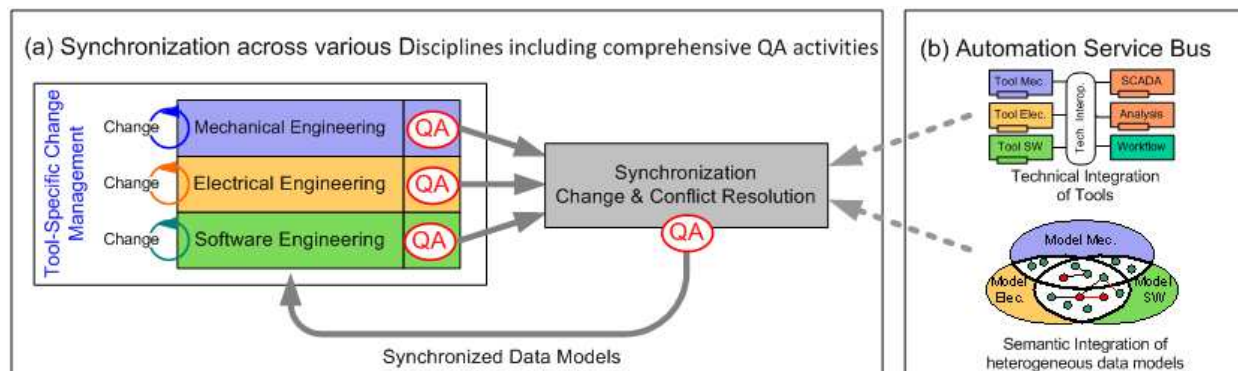 (a) Synchronization across various Disciplines including comprehensive QA activities
Tool-Specific Change
Management
Change
Mechanical Engineering
QA
Change
Electrical Engineering
QA
Change
Software Engineering
QA
Synchronization
Change & Conflict Resolution
QA
Synchronized Data Models
(b) Automation Service Bus
Tool Mec.
Tool Elec.
Tool SW
Tech. Interop.
SCADA
Analysis
Workflow
Technical Integration
of Tools
Model Mec.
Model
Elec.
Model
SW
Semantic Integration of
heterogeneous data models